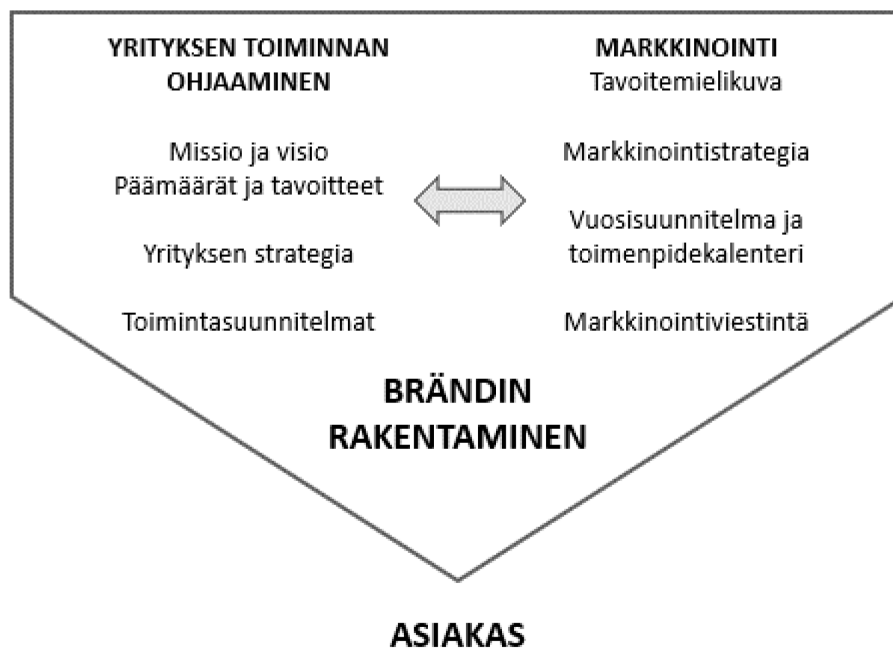 YRITYKSEN TOIMINNAN
OHJAAMINEN
Missio ja visio
Päämäärät ja tavoitteet
Yrityksen strategia
Toimintasuunnitelmat
MARKKINOINTI
Tavoitemielikuva
Markkinointistrategia
Vuosisuunnitelma ja
toimenpidekalenteri
Markkinointiviestintä
BRÄNDIN
RAKENTAMINEN
ASIAKAS